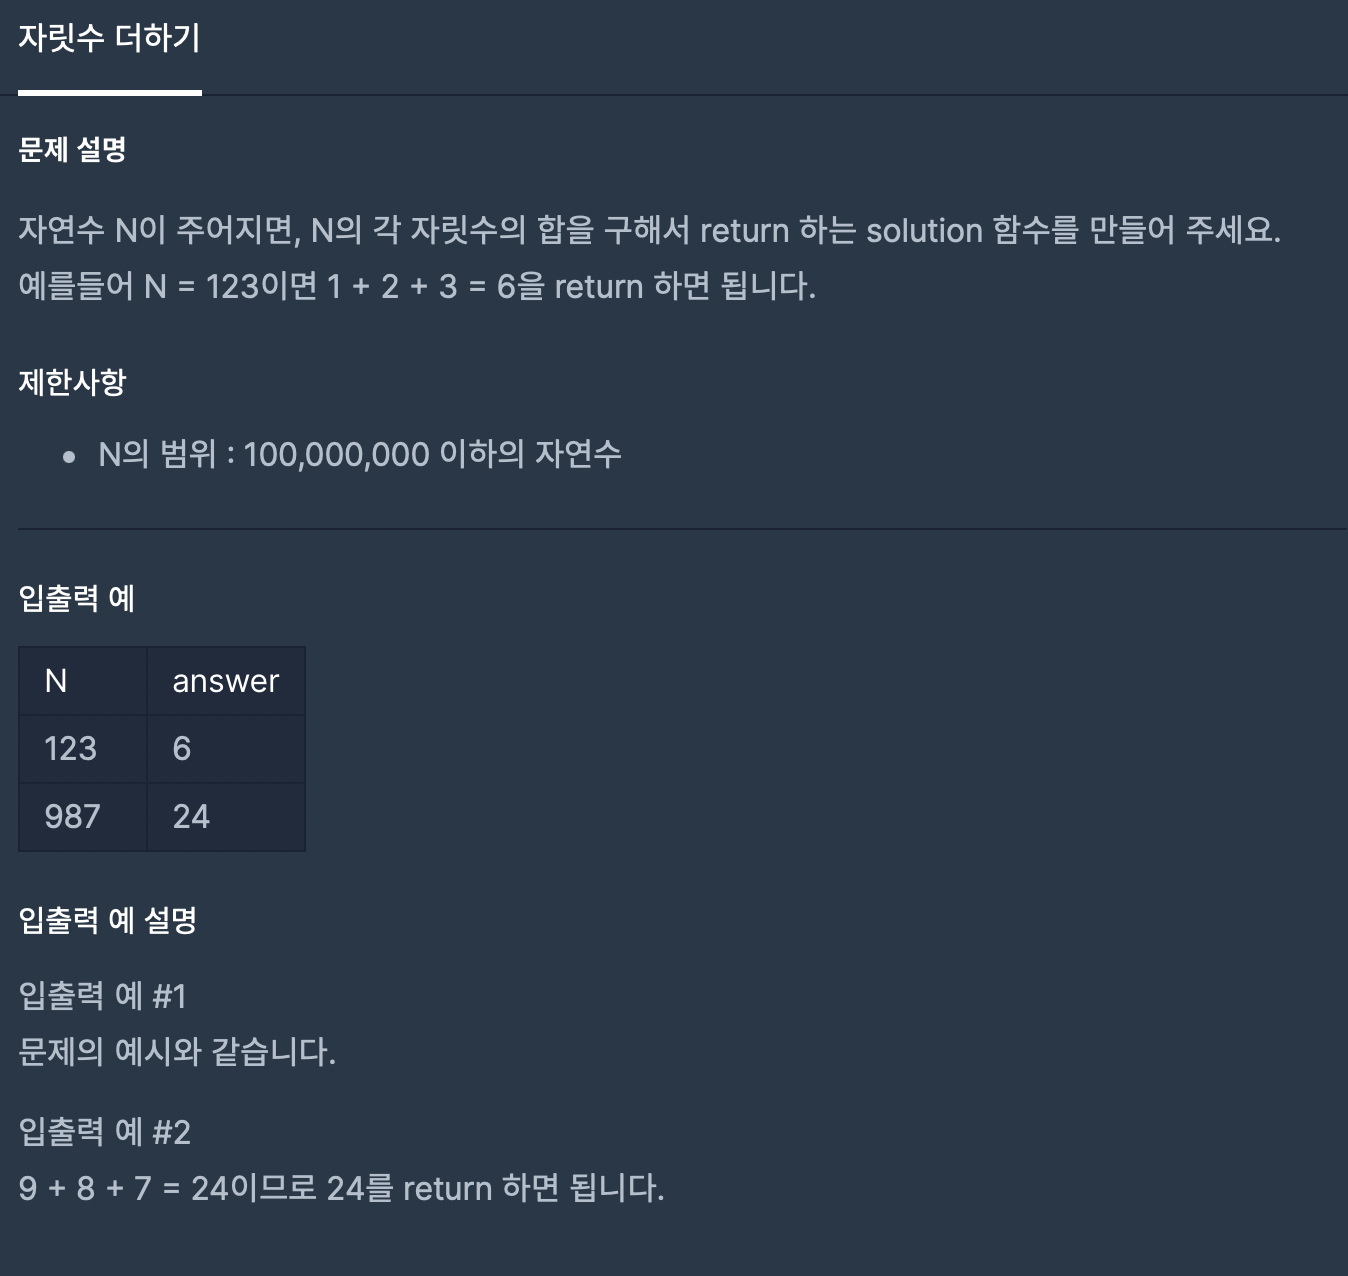 자릿수 더하기
문제 설명
자연수 N이 주어지면, N의 각 자릿수의 합을 구해서 return 하는 solution 함수를 만들어 주세요.
예를들어 N = 123이면 1 + 2 + 3 = 6을 return 하면 됩니다.
제한사항
• N의 범위 : 100,000,000 이하의 자연수
입출력 예
N answer
123 6
987 24
입출력 예 설명
입출력 예 #1
문제의 예시와 같습니다.
입출력 예 #2
9 + 8 + 7 = 24이므로 24를 return 하면 됩니다.